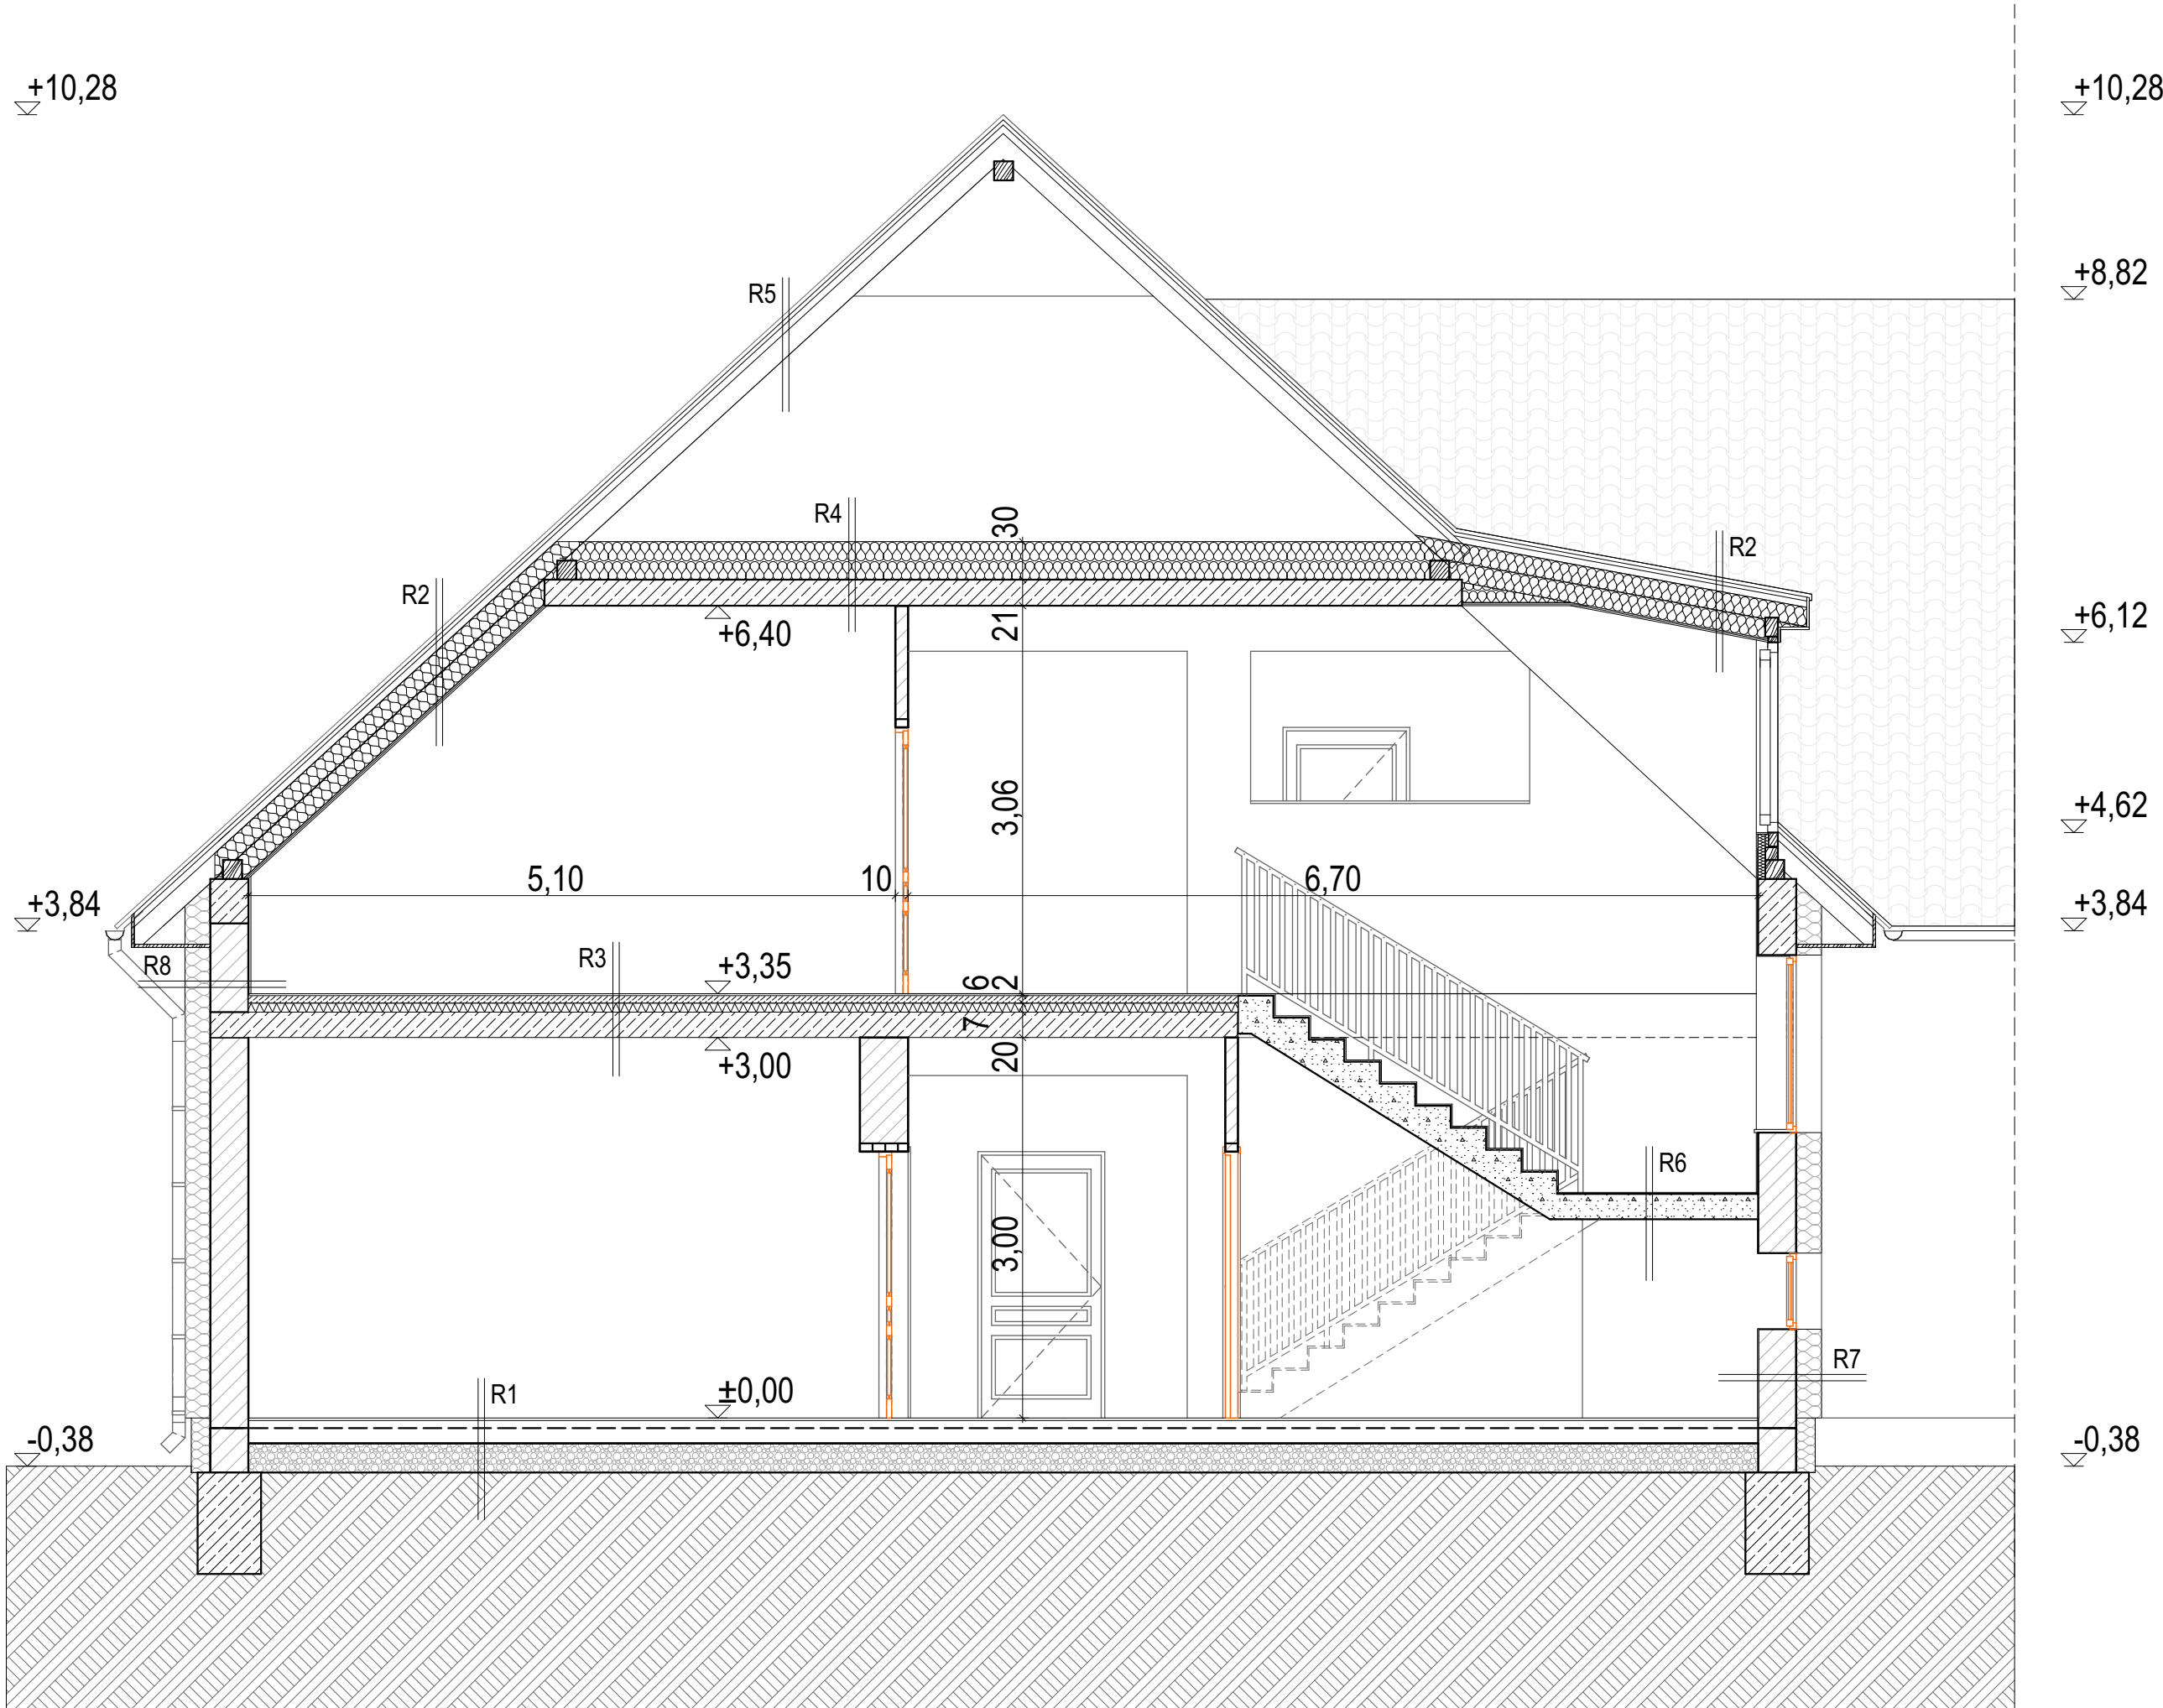 +10,28
+10,28
+8,82
R5
R4
30
R2
R2
+6,12
+6,40
21
3,06
+4,62
5,10
10
6,70
+3,84
+3,84
R8
R3
+3,35
6
2
7
+3,00
20
R6
3,00
R7
R1
±0,00
-0,38
-0,38